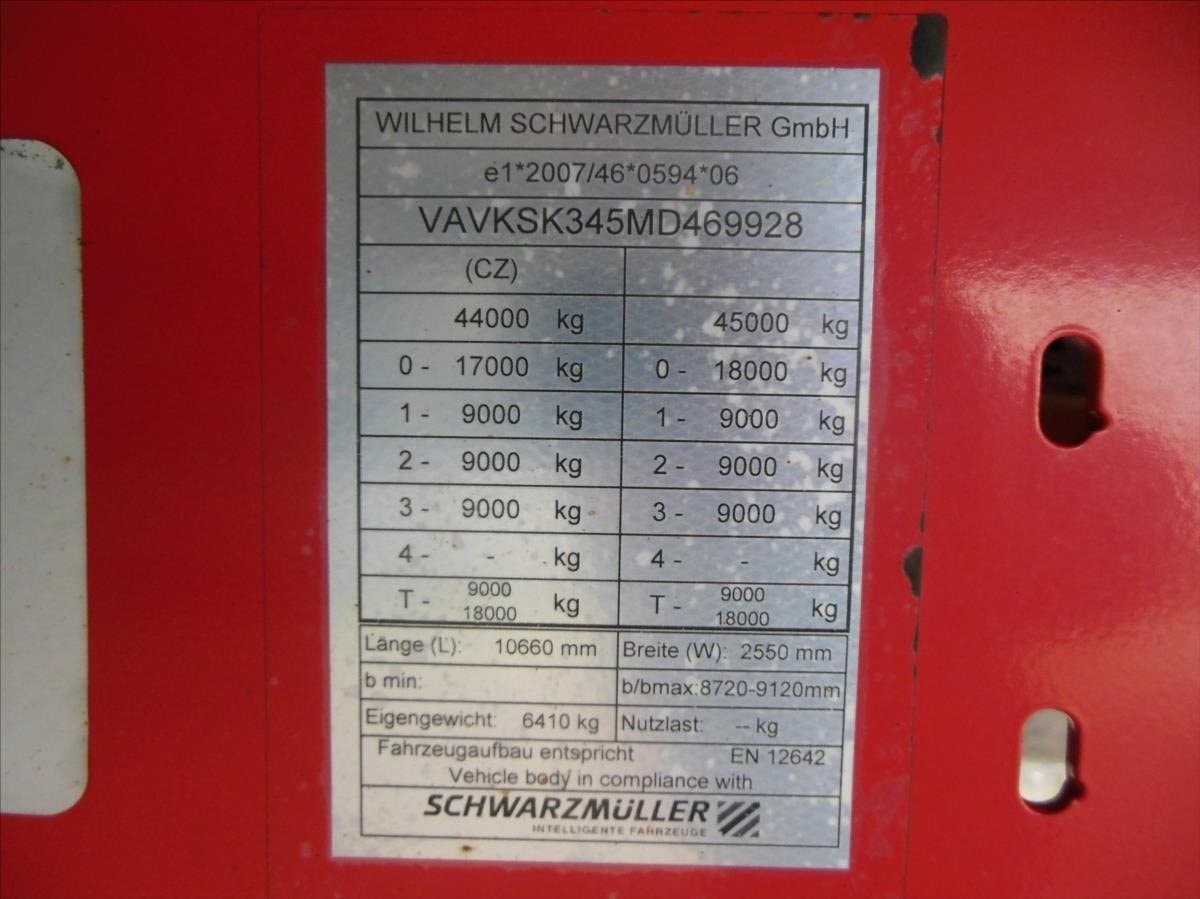 WILHELM SCHWARZMÜLLER GmbH
e1*2007/46*0594*06
VAVKSK345MD469928
(CZ)
44000 kg 45000 kg
0 - 17000 kg 0 - 18000 kg
1 - 9000 kg 1 - 9000 kg
2 - 9000 kg 2 - 9000 kg
3 - 9000 kg 3 - 9000 kg
4 - - kg 4 - - kg
T - 9000 18000 kg T - 9000 18000 kg
Länge (L): 10660 mm Breite (W): 2550 mm
b min: b/bmax:8720-9120mm
Eigengewicht: 6410 kg Nutzlast: -- kg
Fahrzeugaufbau entspricht EN 12642
Vehicle body in compliance with
SCHWARZMÜLLER
INTELLIGENTE FAHRZEUGE